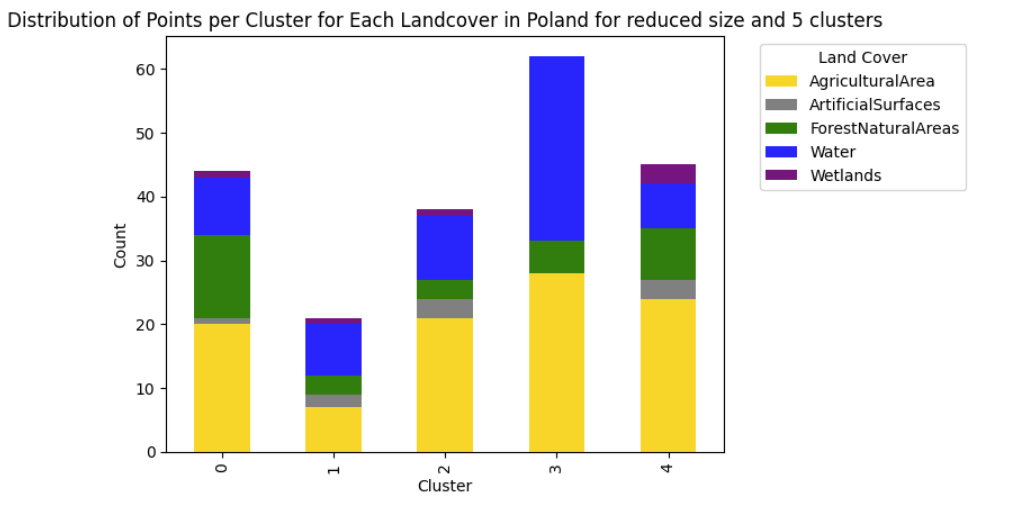 Distribution of Points per Cluster for Each Landcover in Poland for reduced size and 5 clusters
Land Cover
AgriculturalArea
ArtificialSurfaces
ForestNaturalAreas
Water
Wetlands
Count
60
50
40
30
20
10
0
0
1
2
3
4
Cluster